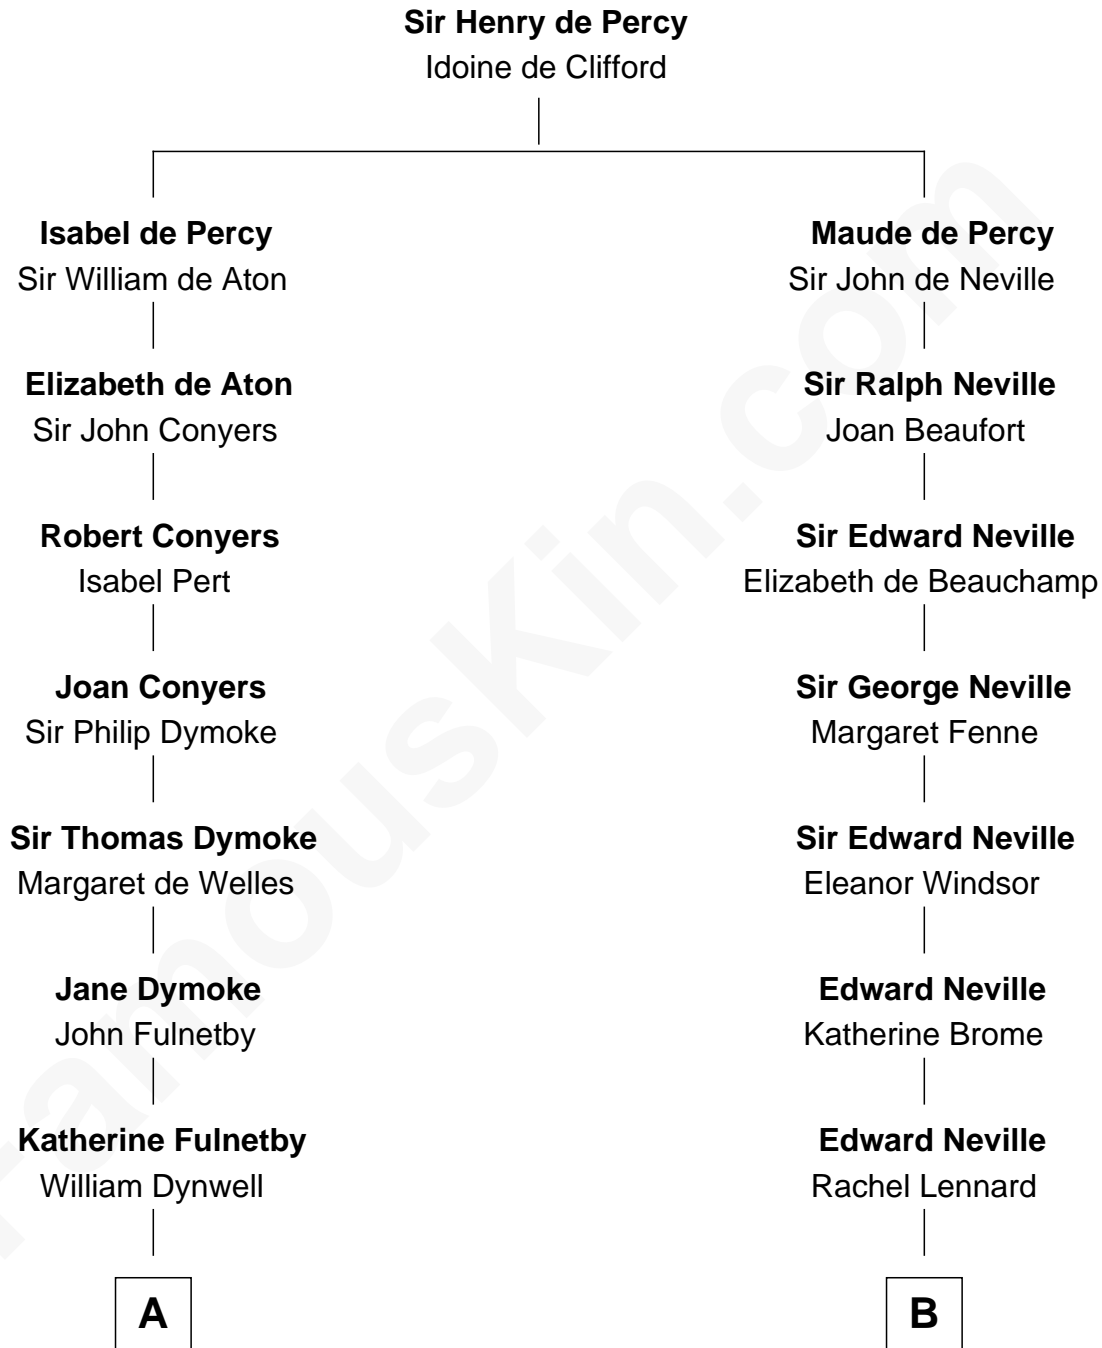 Sir Henry de Percy
Idoine de Clifford
Isabel de Percy
Sir William de Aton
Maude de Percy
Sir John de Neville
Elizabeth de Aton
Sir John Conyers
Sir Ralph Neville
Joan Beaufort
Robert Conyers
Isabel Pert
Sir Edward Neville
Elizabeth de Beauchamp
Joan Conyers
Sir Philip Dymoke
Sir George Neville
Margaret Fenne
Sir Thomas Dymoke
Margaret de Welles
Sir Edward Neville
Eleanor Windsor
Jane Dymoke
John Fulnetby
Edward Neville
Katherine Brome
Katherine Fulnetby
William Dynwell
Edward Neville
Rachel Lennard
A
B
FamousKin.com